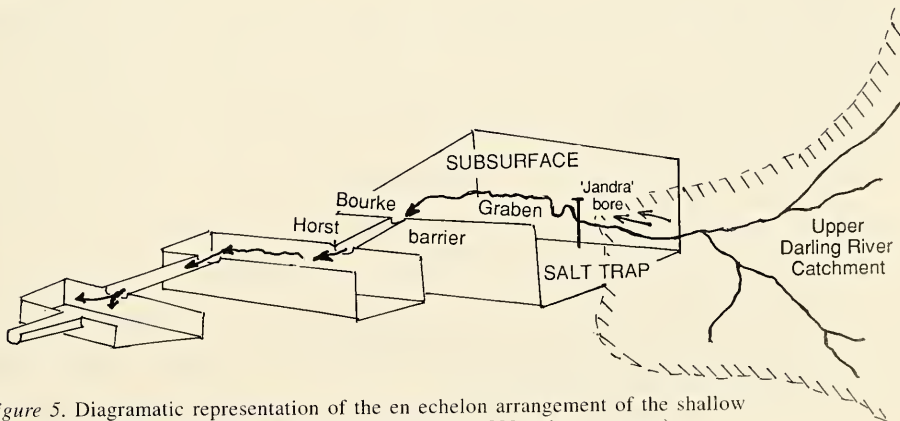 SUBSURFACE
'Jandra'
bore
Bourke
Graben
Horst
barrier
Upper
Darling River
Catchment
SALT TRAP
gure 5. Diagramatic representation of the en echelon arrangement of the shallow